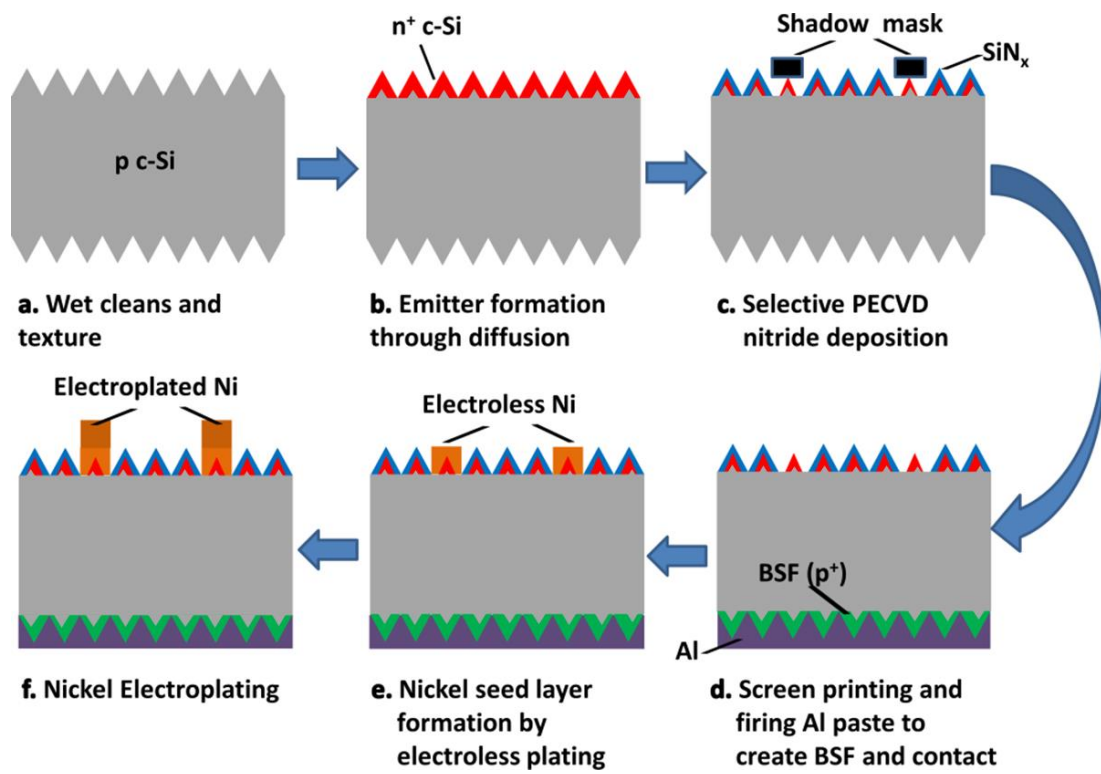 n⁺ c-Si
Shadow mask
SiNₓ
p c-Si
a. Wet cleans and
texture
b. Emitter formation
through diffusion
c. Selective PECVD
nitride deposition
Electroplated Ni
Electroless Ni
BSF (p⁺)
Al
f. Nickel Electroplating
e. Nickel seed layer
formation by
electroless plating
d. Screen printing and
firing Al paste to
create BSF and contact